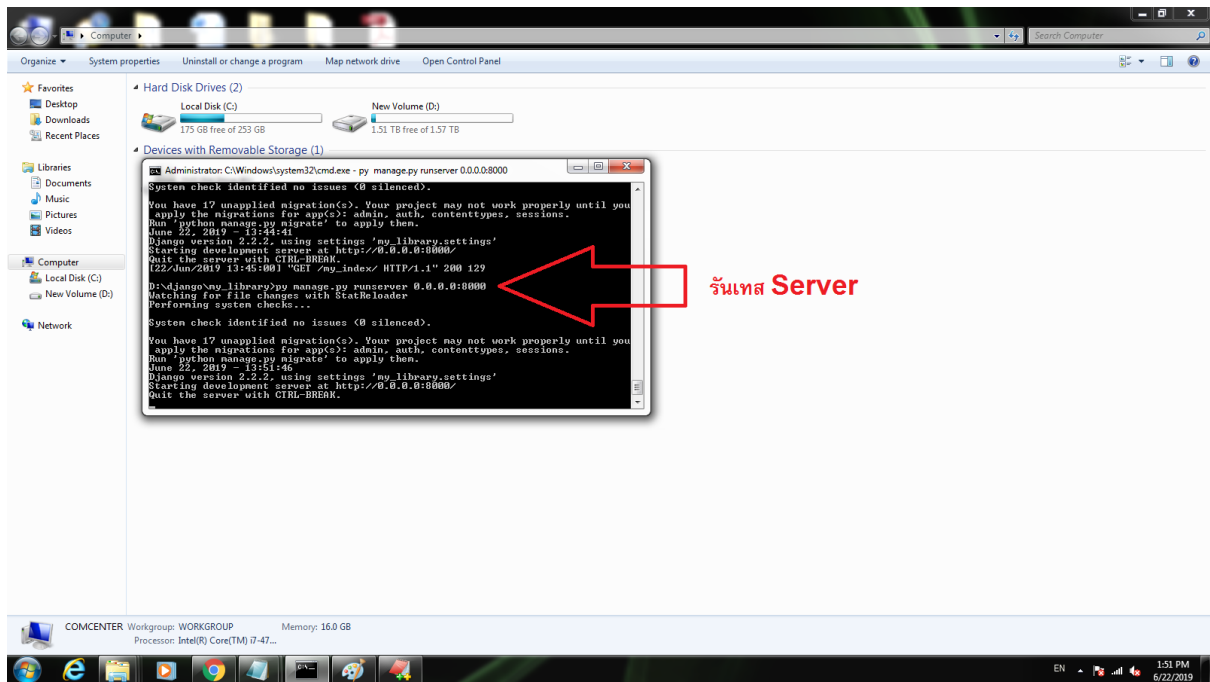 Computer
Search Computer
Organize
System properties
Uninstall or change a program
Map network drive
Open Control Panel
Favorites
Desktop
Downloads
Recent Places
Libraries
Documents
Music
Pictures
Videos
Computer
Local Disk (C:)
New Volume (D:)
Network
Hard Disk Drives (2)
Local Disk (C:)
175 GB free of 253 GB
New Volume (D:)
1.51 TB free of 1.57 TB
Devices with Removable Storage (1)
Administrator: C:\Windows\system32\cmd.exe - py manage.py runserver 0.0.0.0:8000
System check identified no issues (0 silenced).
You have 17 unapplied migration(s). Your project may not work properly until you
apply the migrations for app(s): admin, auth, contenttypes, sessions.
Run 'python manage.py migrate' to apply them.
June 22, 2019 - 13:44:41
Django version 2.2.2, using settings 'my_library.settings'
Starting development server at http://0.0.0.0:8000/
Quit the server with CTRL-BREAK.
[22/Jun/2019 13:45:00] "GET /my_index/ HTTP/1.1" 200 129
D:\django\my_library>py manage.py runserver 0.0.0.0:8000
Watching for file changes with StatReloader
Performing system checks...
System check identified no issues (0 silenced).
You have 17 unapplied migration(s). Your project may not work properly until you
apply the migrations for app(s): admin, auth, contenttypes, sessions.
Run 'python manage.py migrate' to apply them.
June 22, 2019 - 13:51:46
Django version 2.2.2, using settings 'my_library.settings'
Starting development server at http://0.0.0.0:8000/
Quit the server with CTRL-BREAK.
รันเทส Server
COMCENTER Workgroup: WORKGROUP Memory: 16.0 GB
Processor: Intel(R) Core(TM) i7-47...
EN
1:51 PM
6/22/2019